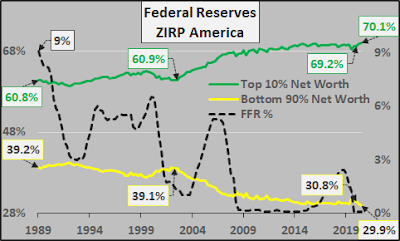 Federal Reserves
ZIRP America
9%
70.1%
68%
60.9%
69.2%
9%
60.8%
Top 10% Net Worth
Bottom 90% Net Worth
FFR %
48%
6%
39.2%
39.1%
30.8%
3%
28%
0%
29.9%
1989 1994 1999 2004 2009 2014 2019